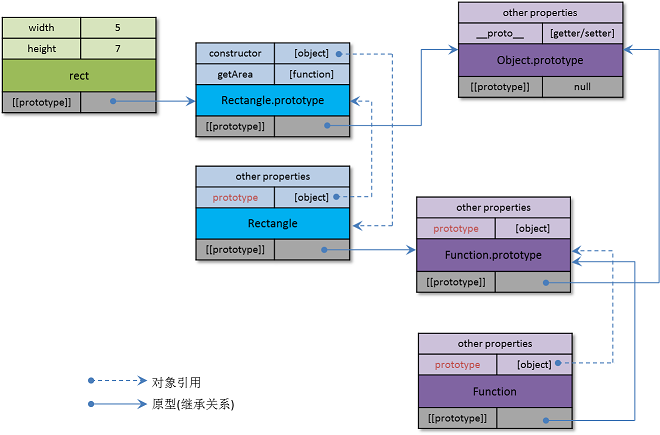 width 5
height 7
rect
[[prototype]]
constructor [object]
getArea [function]
Rectangle.prototype
[[prototype]]
other properties
__proto__ [getter/setter]
Object.prototype
[[prototype]] null
other properties
prototype [object]
Rectangle
[[prototype]]
other properties
prototype [object]
Function.prototype
[[prototype]]
other properties
prototype [object]
Function
[[prototype]]
对象引用
原型(继承关系)